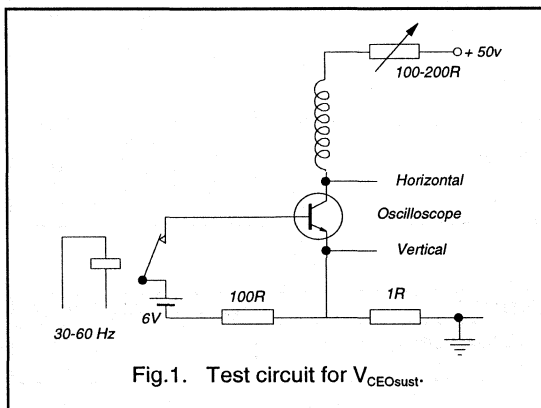 + 50v
100-200R
Horizontal
Oscilloscope
Vertical
100R
1R
6V
30-60 Hz
Fig.1. Test circuit for VCEOsust.